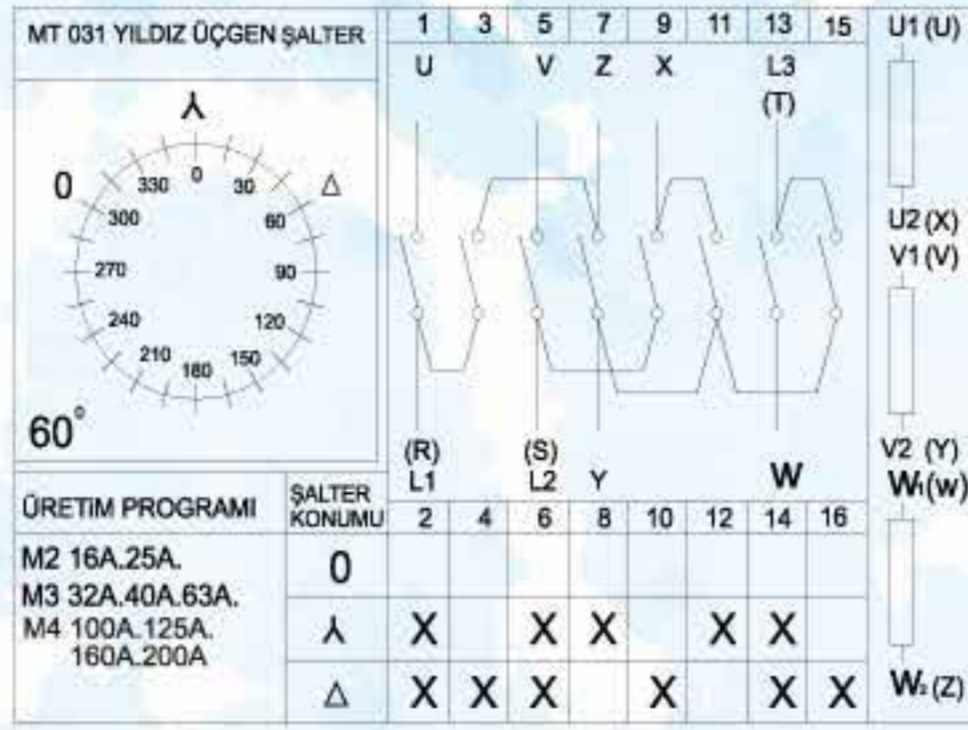 MT 031 YILDIZ ÜÇGEN ŞALTER
⅄
0
Δ
0 30 60 90 120 150 180 210 240 270 300 330
60°
1 3 5 7 9 11 13 15
U V Z X L3
(T)
(R) (S)
L1 L2 Y W
2 4 6 8 10 12 14 16
U1 (U)
U2 (X)
V1 (V)
V2 (Y)
W1 (w)
W2 (Z)
ÜRETİM PROGRAMI
M2 16A.25A.
M3 32A.40A.63A.
M4 100A.125A.
160A.200A
ŞALTER
KONUMU
0
⅄ X X X X X
Δ X X X X X X